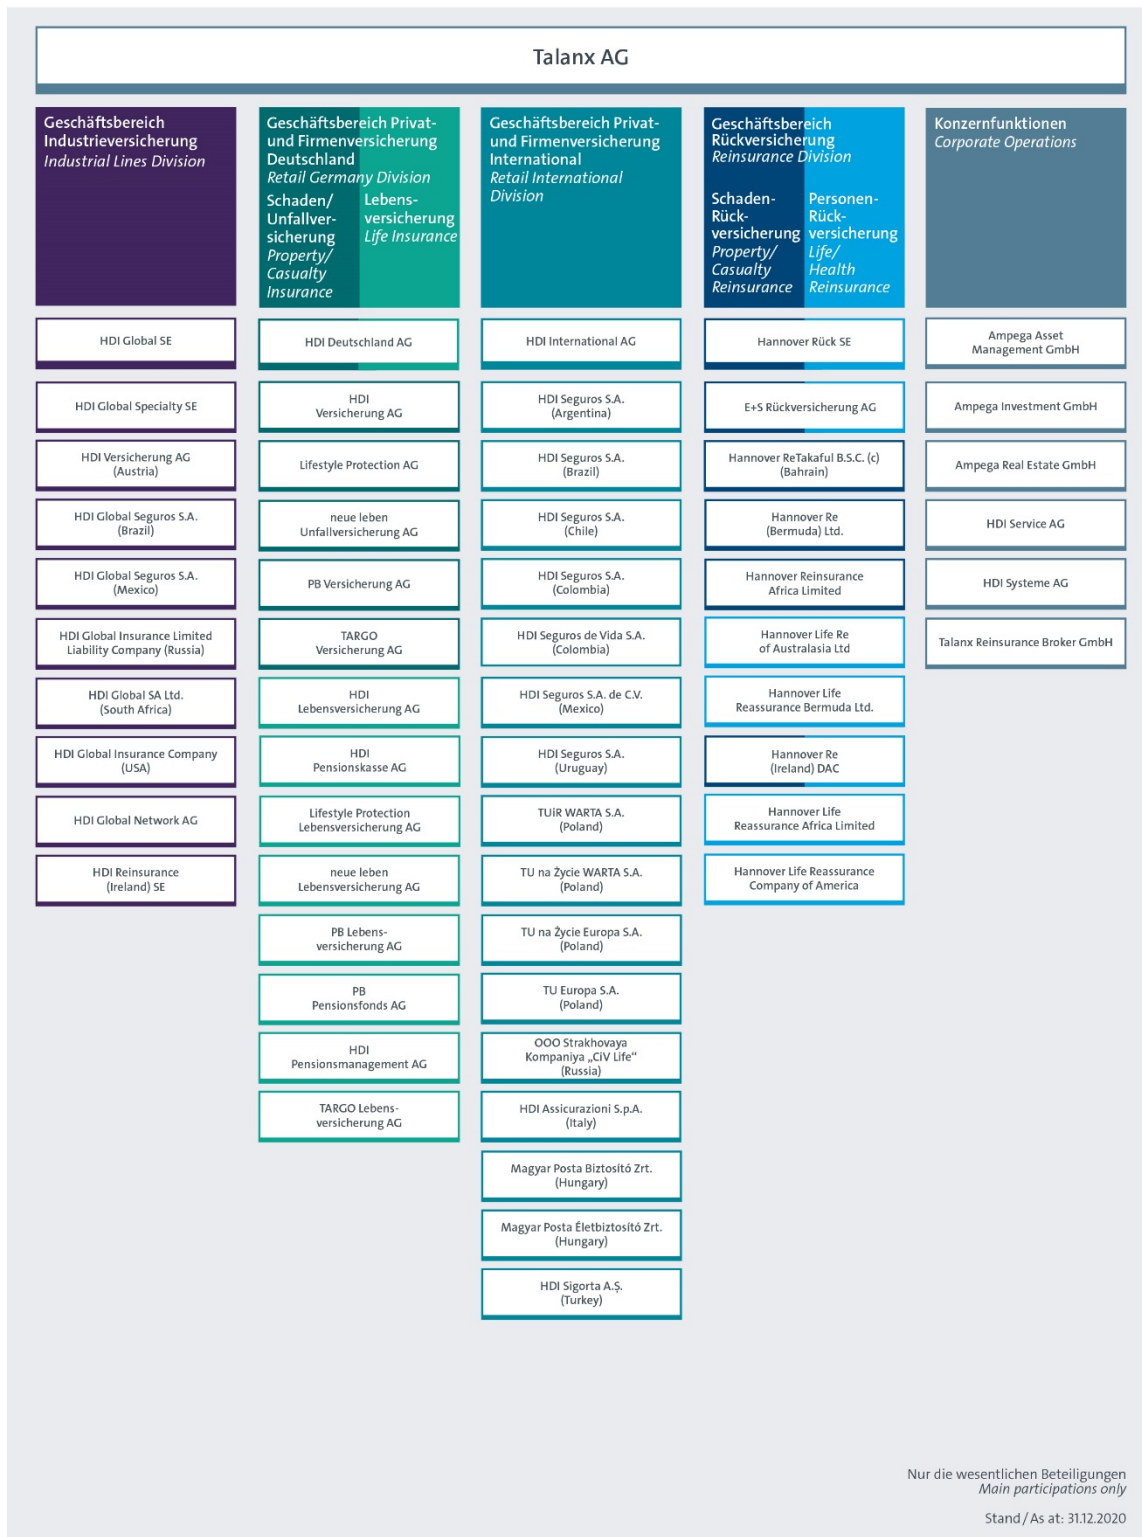 Talanx AG
Geschäftsbereich
Industrieversicherung
Industrial Lines Division
Geschäftsbereich Privat-
und Firmenversicherung
Deutschland
Retail Germany Division
Schaden/
Unfallver-
sicherung
Property/
Casualty
Insurance
Lebens-
versicherung
Life Insurance
Geschäftsbereich Privat-
und Firmenversicherung
International
Retail International
Division
Geschäftsbereich
Rückversicherung
Reinsurance Division
Schaden-
Rück-
versicherung
Property/
Casualty
Reinsurance
Personen-
Rück-
versicherung
Life/
Health
Reinsurance
Konzernfunktionen
Corporate Operations
HDI Global SE
HDI Global Specialty SE
HDI Versicherung AG
(Austria)
HDI Global Seguros S.A.
(Brazil)
HDI Global Seguros S.A.
(Mexico)
HDI Global Insurance Limited
Liability Company (Russia)
HDI Global SA Ltd.
(South Africa)
HDI Global Insurance Company
(USA)
HDI Global Network AG
HDI Reinsurance
(Ireland) SE
HDI Deutschland AG
HDI
Versicherung AG
Lifestyle Protection AG
neue leben
Unfallversicherung AG
PB Versicherung AG
TARGO
Versicherung AG
HDI
Lebensversicherung AG
HDI
Pensionskasse AG
Lifestyle Protection
Lebensversicherung AG
neue leben
Lebensversicherung AG
PB Lebens-
versicherung AG
PB
Pensionsfonds AG
HDI
Pensionsmanagement AG
TARGO Lebens-
versicherung AG
HDI International AG
HDI Seguros S.A.
(Argentina)
HDI Seguros S.A.
(Brazil)
HDI Seguros S.A.
(Chile)
HDI Seguros S.A.
(Colombia)
HDI Seguros de Vida S.A.
(Colombia)
HDI Seguros S.A. de C.V.
(Mexico)
HDI Seguros S.A.
(Uruguay)
TUiR WARTA S.A.
(Poland)
TU na Życie WARTA S.A.
(Poland)
TU na Życie Europa S.A.
(Poland)
TU Europa S.A.
(Poland)
OOO Strakhovaya
Kompaniya „CiV Life“
(Russia)
HDI Assicurazioni S.p.A.
(Italy)
Magyar Posta Biztosító Zrt.
(Hungary)
Magyar Posta Életbiztosító Zrt.
(Hungary)
HDI Sigorta A.Ş.
(Turkey)
Hannover Rück SE
E+S Rückversicherung AG
Hannover ReTakaful B.S.C. (c)
(Bahrain)
Hannover Re
(Bermuda) Ltd.
Hannover Reinsurance
Africa Limited
Hannover Life Re
of Australasia Ltd
Hannover Life
Reassurance Bermuda Ltd.
Hannover Re
(Ireland) DAC
Hannover Life
Reassurance Africa Limited
Hannover Life Reassurance
Company of America
Ampega Asset
Management GmbH
Ampega Investment GmbH
Ampega Real Estate GmbH
HDI Service AG
HDI Systeme AG
Talanx Reinsurance Broker GmbH
Nur die wesentlichen Beteiligungen
Main participations only
Stand / As at: 31.12.2020